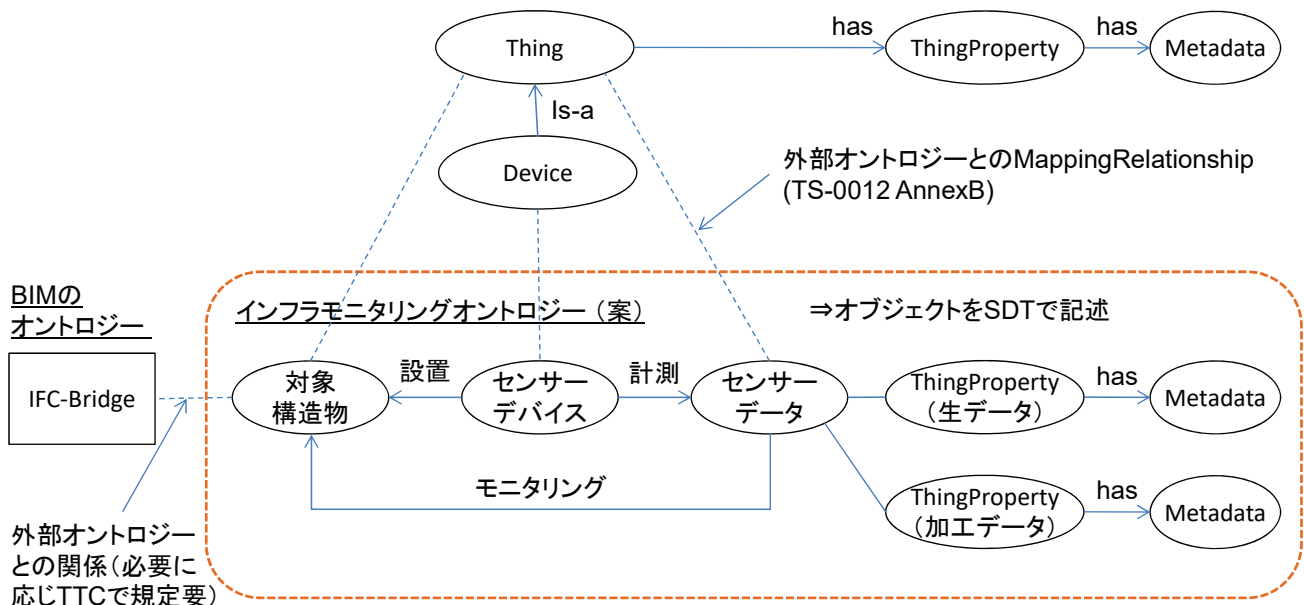 Thing
has
ThingProperty
has
Metadata
Is-a
Device
外部オントロジーとのMappingRelationship
(TS-0012 AnnexB)
BIMの
オントロジー
インフラモニタリングオントロジー（案）
⇒オブジェクトをSDTで記述
IFC-Bridge
対象
構造物
設置
センサー
デバイス
計測
センサー
データ
ThingProperty
（生データ）
has
Metadata
モニタリング
ThingProperty
（加工データ）
has
Metadata
外部オントロジー
との関係（必要に
応じTTCで規定要）